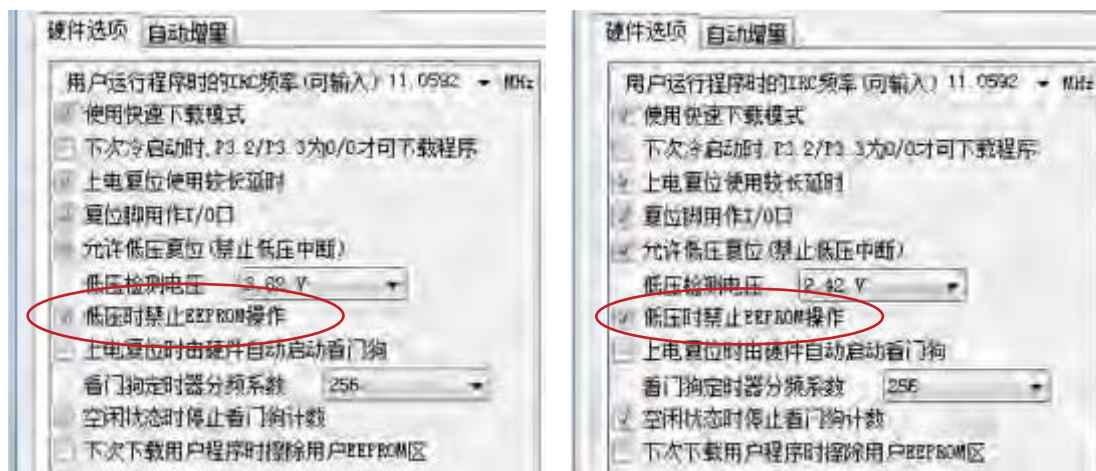 硬件选项 自动增量
用户运行程序时的IRC频率(可输入) 11.0592 MHz
使用快速下载模式
下次冷启动时,P3.2/P3.3为0/0才可下载程序
上电复位使用较长延时
复位脚用作I/O口
允许低压复位(禁止低压中断)
低压检测电压 V
低压时禁止EEPROM操作
上电复位时由硬件自动启动看门狗
看门狗定时器分频系数 256
空闲状态时停止看门狗计数
下次下载用户程序时擦除用户EEPROM区
硬件选项 自动增量
用户运行程序时的IRC频率(可输入) 11.0592 MHz
使用快速下载模式
下次冷启动时,P3.2/P3.3为0/0才可下载程序
上电复位使用较长延时
复位脚用作I/O口
允许低压复位(禁止低压中断)
低压检测电压 2.42 V
低压时禁止EEPROM操作
上电复位时由硬件自动启动看门狗
看门狗定时器分频系数 256
空闲状态时停止看门狗计数
下次下载用户程序时擦除用户EEPROM区